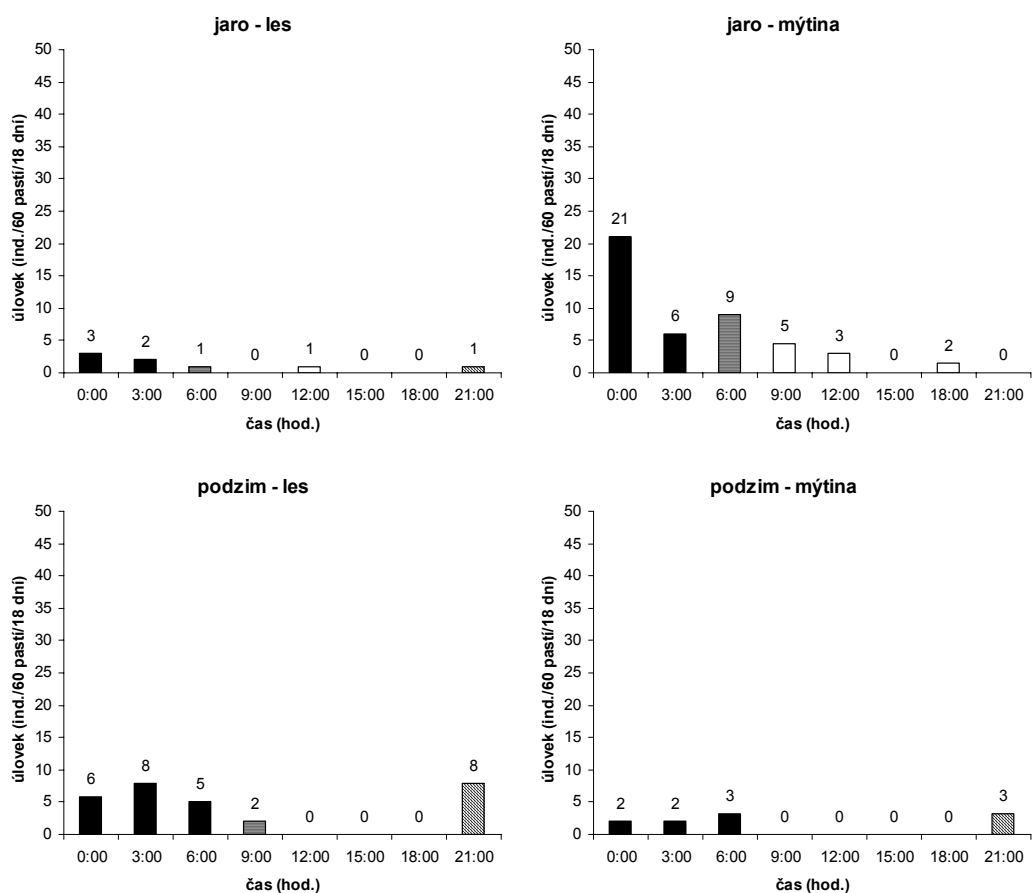 jaro - les
50
45
40
35
30
25
20
15
10
5
0
úlovek (ind./60 pastí/18 dní)
3 2 1 0 1 0 0 1
0:00 3:00 6:00 9:00 12:00 15:00 18:00 21:00
čas (hod.)
jaro - mýtina
50
45
40
35
30
25
20
15
10
5
0
úlovek (ind./60 pastí/18 dní)
21 6 9 5 3 0 2 0
0:00 3:00 6:00 9:00 12:00 15:00 18:00 21:00
čas (hod.)
podzim - les
50
45
40
35
30
25
20
15
10
5
0
úlovek (ind./60 pastí/18 dní)
6 8 5 2 0 0 0 8
0:00 3:00 6:00 9:00 12:00 15:00 18:00 21:00
čas (hod.)
podzim - mýtina
50
45
40
35
30
25
20
15
10
5
0
úlovek (ind./60 pastí/18 dní)
2 2 3 0 0 0 0 3
0:00 3:00 6:00 9:00 12:00 15:00 18:00 21:00
čas (hod.)